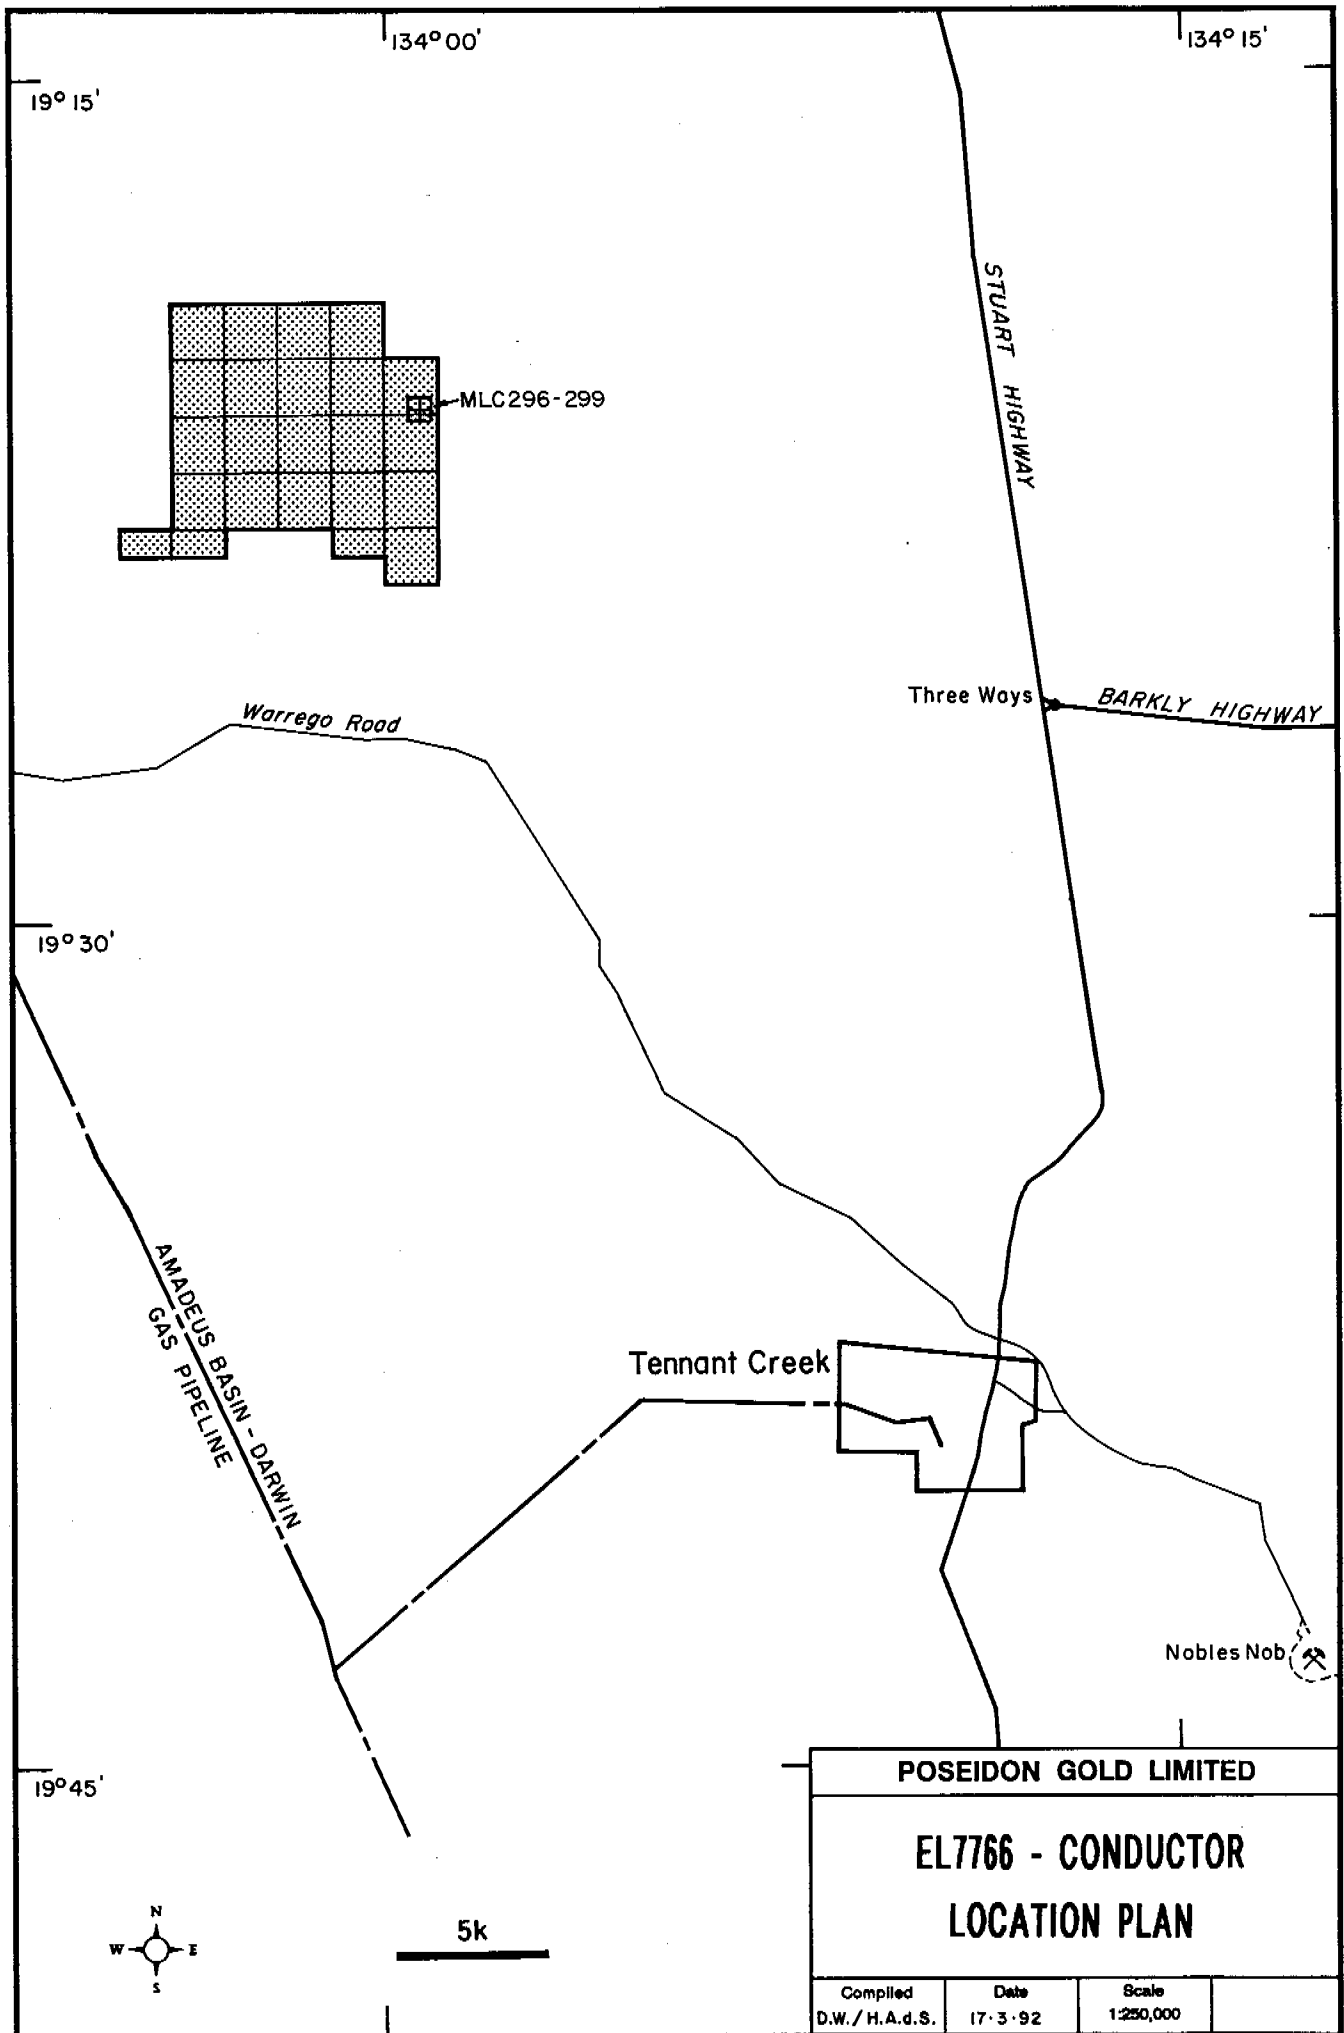 134° 00'
134° 15'
19° 15'
STUART HIGHWAY
MLC296-299
Three Ways
BARKLY HIGHWAY
Warrego Road
19° 30'
AMADEUS BASIN - DARWIN
GAS PIPELINE
Tennant Creek
Nobles Nob
19° 45'
POSEIDON GOLD LIMITED
EL7766 - CONDUCTOR
LOCATION PLAN
N
W E
S
5k
Compiled
D.W./H.A.d.S.
Date
17·3·92
Scale
1:250,000